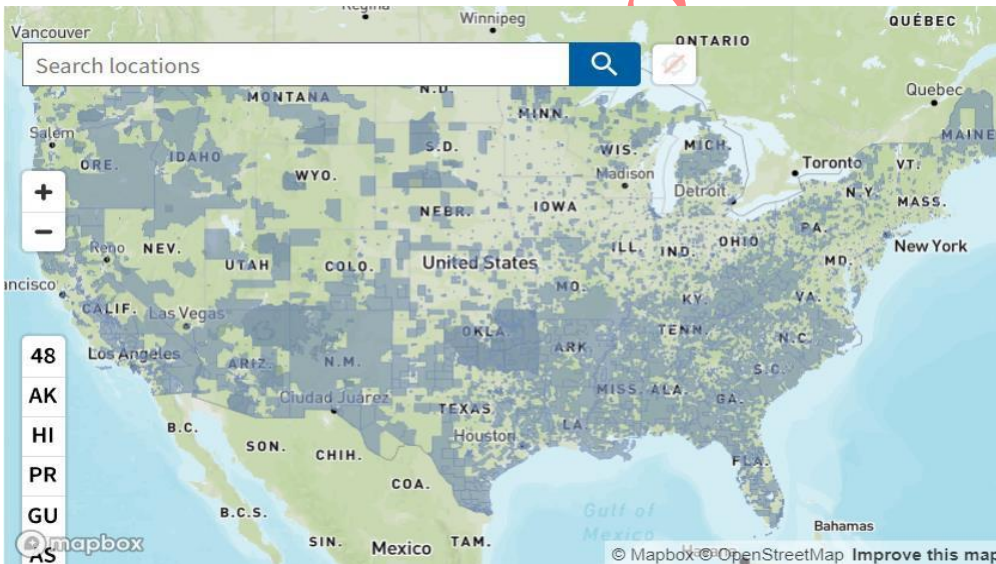 Regina
Winnipeg
QUÉBEC
Vancouver
ONTARIO
Search locations
MONTANA
N.D.
Quebec
MINN.
Salem
MAINE
ORE.
IDAHO
S.D.
WIS.
MICH.
VT.
WYO.
Madison
Toronto
Detroit
N.Y.
MASS.
+
NEBR.
IOWA
−
PA.
Reno
NEV.
ILL.
IND.
OHIO
New York
UTAH
COLO.
United States
MD.
ancisco
MO.
CALIF.
Las Vegas
KY.
VA.
OKLA.
TENN.
N.C.
48
Los Angeles
ARIZ.
N.M.
ARK.
S.C.
AK
Ciudad Juárez
MISS.
ALA.
GA.
HI
B.C.
TEXAS
SON.
Houston
LA.
CHIH.
PR
FLA.
COA.
GU
B.C.S.
Gulf of
Mexico
Bahamas
mapbox
SIN.
Mexico
TAM.
AS
Havana
© Mapbox © OpenStreetMap Improve this map